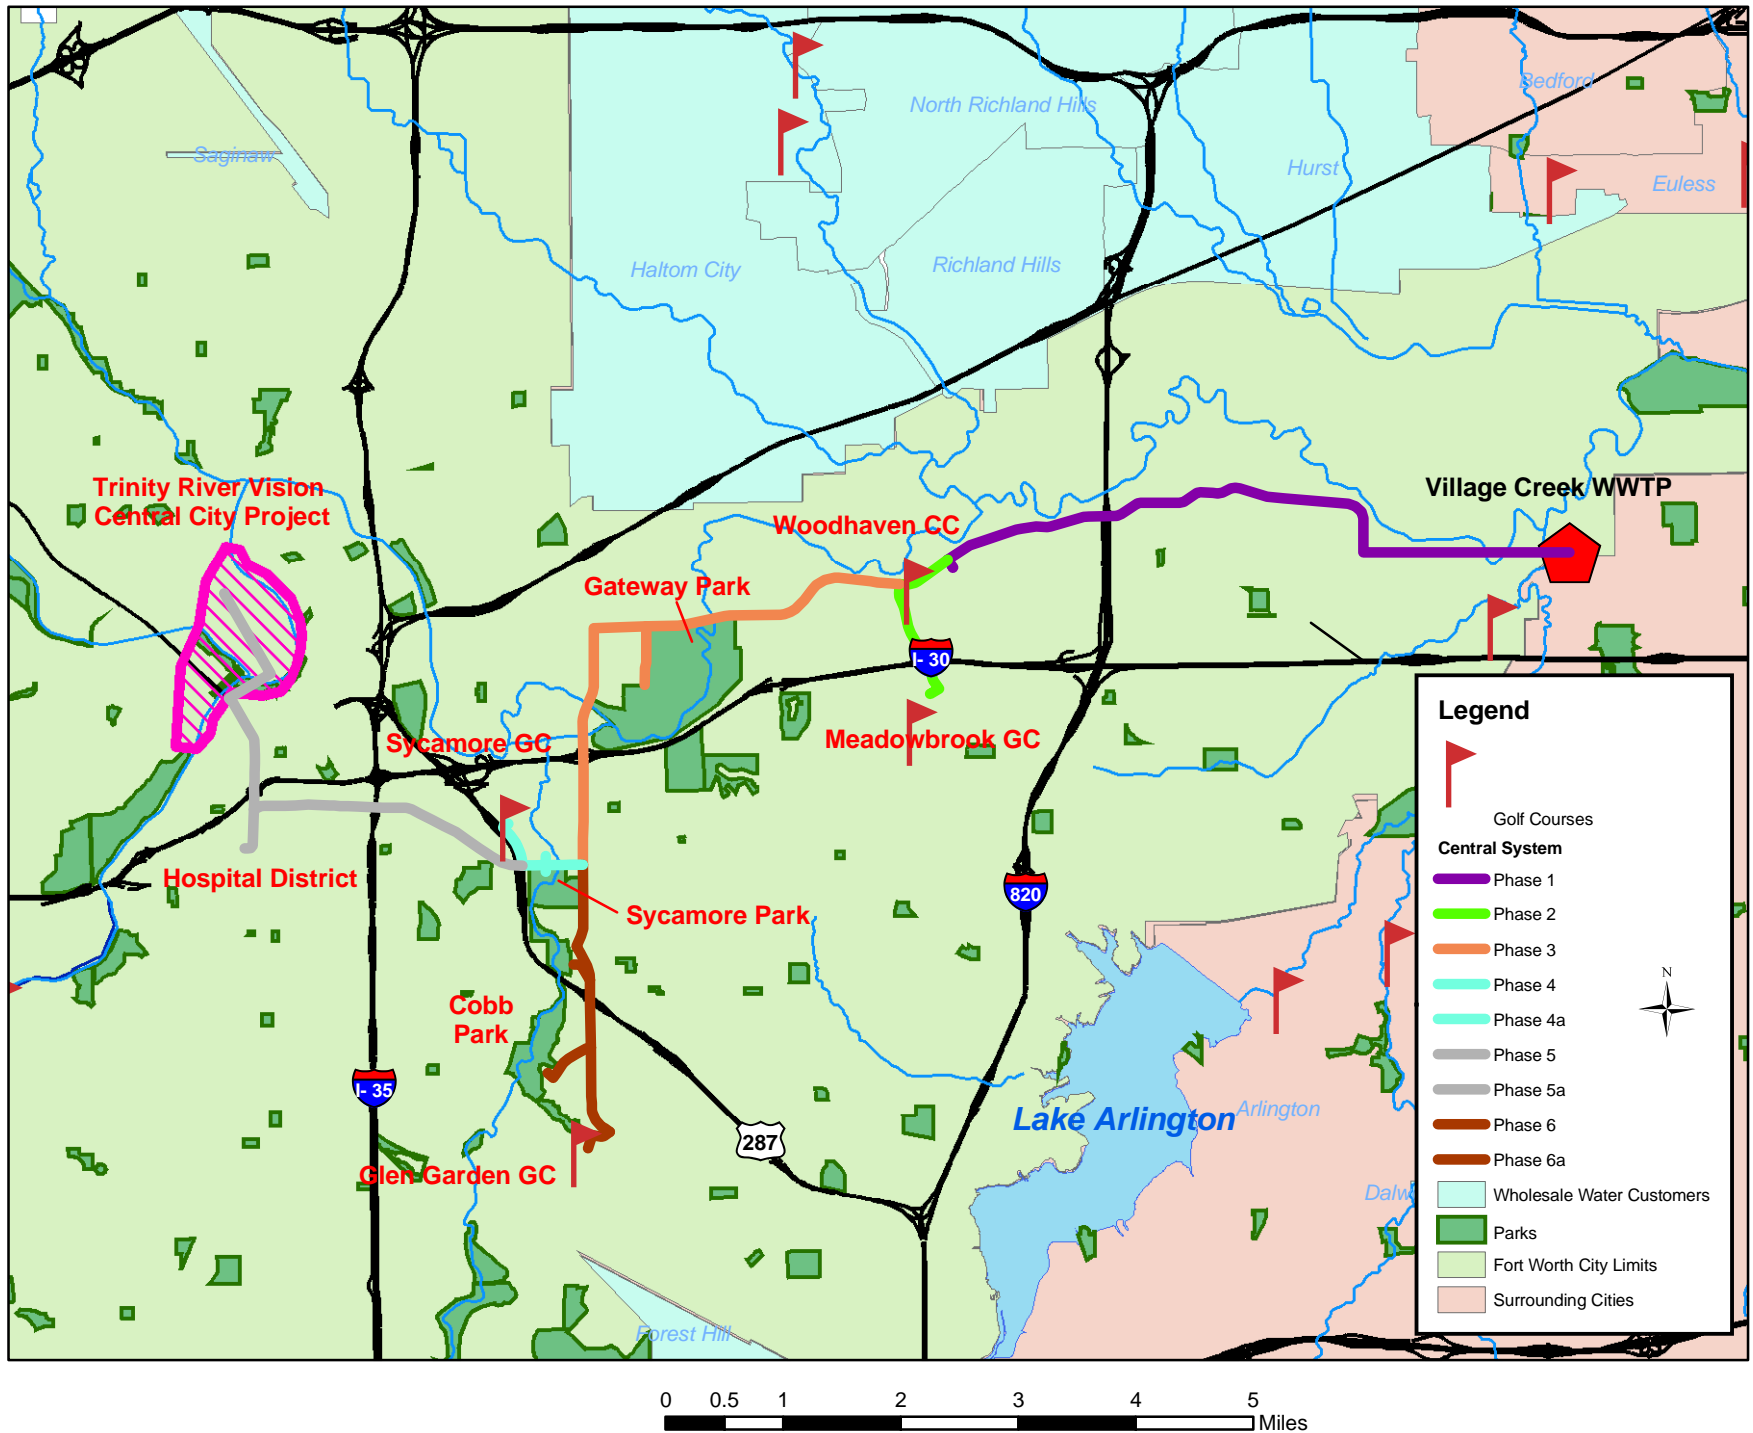 Bedford
North Richland Hills
Saginaw
Hurst
Euless
Haltom City
Richland Hills
Trinity River Vision
Central City Project
Village Creek WWTP
Woodhaven CC
Gateway Park
I- 30
Sycamore GC
Meadowbrook GC
Hospital District
820
Sycamore Park
Cobb
Park
I- 35
Lake Arlington
Arlington
287
Glen Garden GC
Dalw
Forest Hill
Legend
Golf Courses
Central System
Phase 1
Phase 2
Phase 3
Phase 4
Phase 4a
Phase 5
Phase 5a
Phase 6
Phase 6a
Wholesale Water Customers
Parks
Fort Worth City Limits
Surrounding Cities
N
0 0.5 1 2 3 4 5
Miles